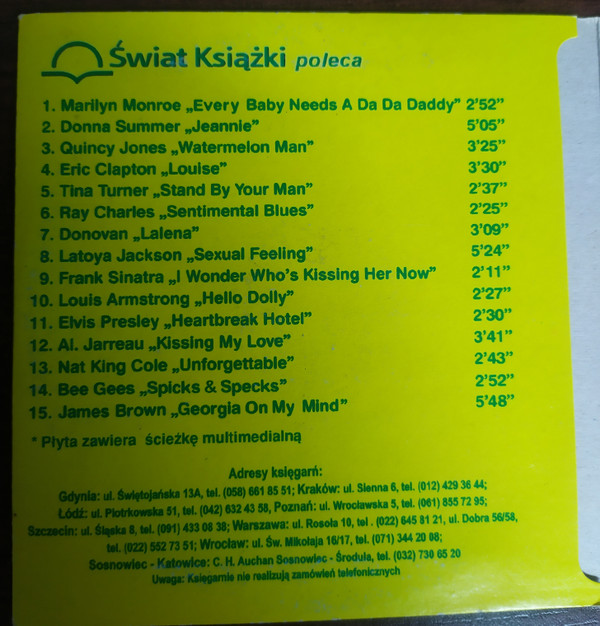 Świat Książki poleca
1. Marilyn Monroe „Every Baby Needs A Da Da Daddy” 2’52”
2. Donna Summer „Jeannie” 5’05”
3. Quincy Jones „Watermelon Man” 3’25”
4. Eric Clapton „Louise” 3’30”
5. Tina Turner „Stand By Your Man” 2’37”
6. Ray Charles „Sentimental Blues” 2’25”
7. Donovan „Lalena” 3’09”
8. Latoya Jackson „Sexual Feeling” 5’24”
9. Frank Sinatra „I Wonder Who’s Kissing Her Now” 2’11”
10. Louis Armstrong „Hello Dolly” 2’27”
11. Elvis Presley „Heartbreak Hotel” 2’30”
12. Al. Jarreau „Kissing My Love” 3’41”
13. Nat King Cole „Unforgettable” 2’43”
14. Bee Gees „Spicks & Specks” 2’52”
15. James Brown „Georgia On My Mind” 5’48”
* Płyta zawiera ścieżkę multimedialną
Adresy księgarń:
Gdynia: ul. Świętojańska 13A, tel. (058) 661 85 51; Kraków: ul. Sienna 6, tel. (012) 429 36 44;
Łódź: ul. Piotrkowska 51, tel. (042) 632 43 58, Poznań: ul. Wrocławska 5, tel. (061) 855 72 95;
Szczecin: ul. Śląska 8, tel. (091) 433 08 38; Warszawa: ul. Rosoła 10, tel . (022) 645 81 21, ul. Dobra 56/58,
tel. (022) 552 73 51; Wrocław: ul. Św. Mikołaja 16/17, tel. (071) 344 20 08;
Sosnowiec - Katowice: C. H. Auchan Sosnowiec - Środula, tel. (032) 730 65 20
Uwaga: Księgarnie nie realizują zamówień telefonicznych